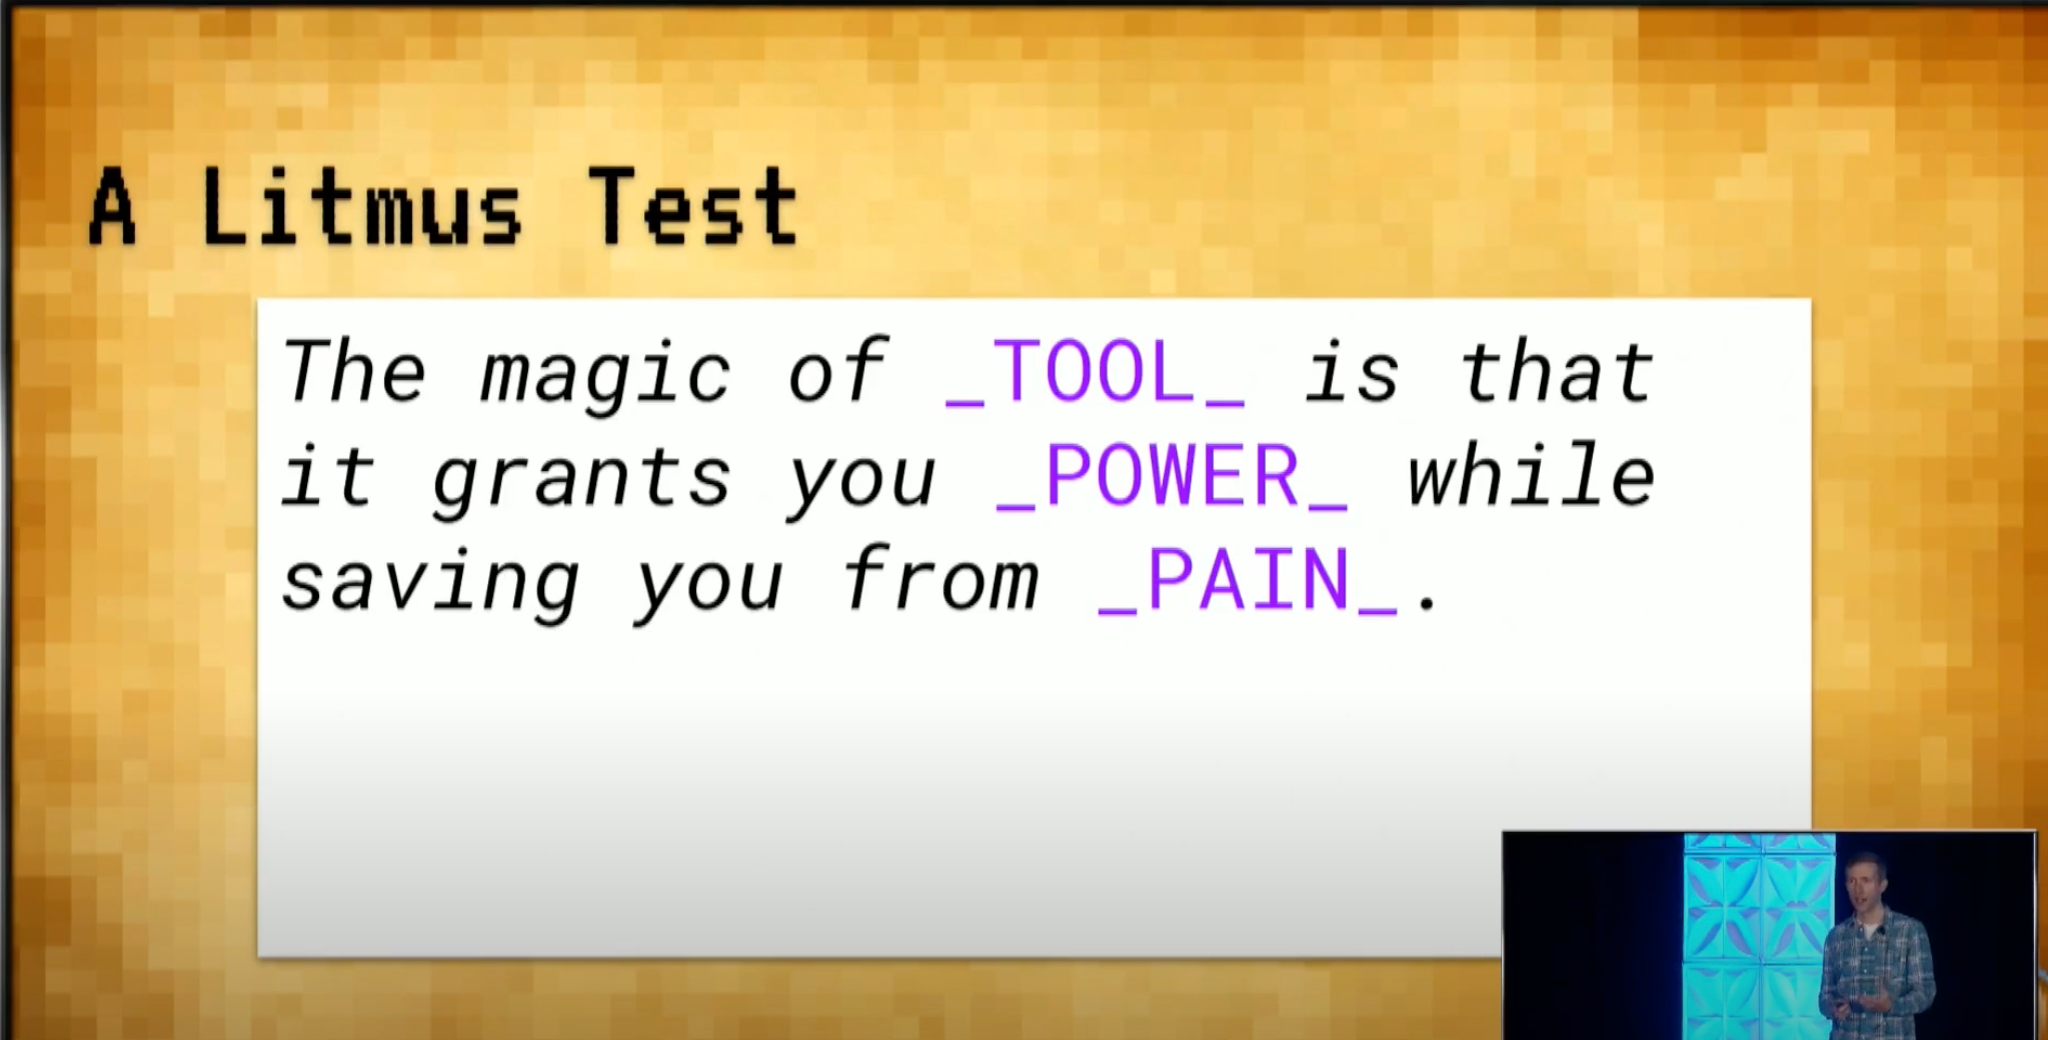 A Litmus Test
The magic of _TOOL_ is that
it grants you _POWER_ while
saving you from _PAIN_.